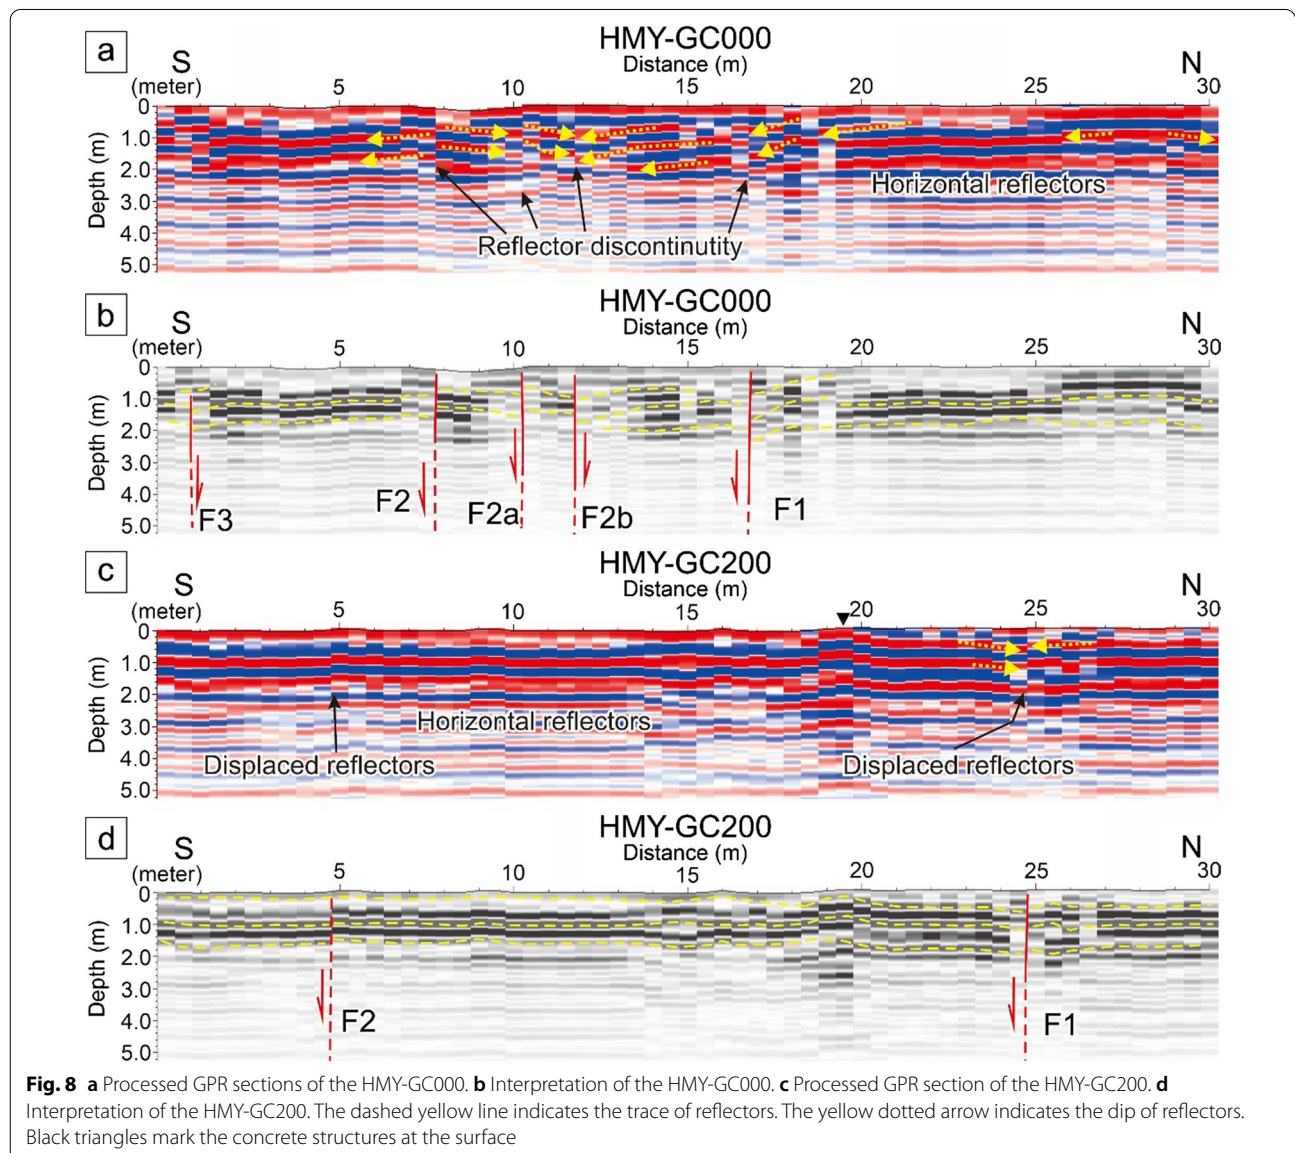 a
HMY-GC000
S
Distance (m)
N
(meter)
5
10
15
20
25
30
0
1.0
2.0
3.0
4.0
5.0
Depth (m)
Horizontal reflectors
Reflector discontinutity
b
HMY-GC000
S
Distance (m)
N
(meter)
5
10
15
20
25
30
0
1.0
2.0
3.0
4.0
5.0
Depth (m)
F3
F2
F2a
F2b
F1
c
HMY-GC200
S
Distance (m)
N
(meter)
5
10
15
20
25
30
0
1.0
2.0
3.0
4.0
5.0
Depth (m)
Horizontal reflectors
Displaced reflectors
Displaced reflectors
d
HMY-GC200
S
Distance (m)
N
(meter)
5
10
15
20
25
30
0
1.0
2.0
3.0
4.0
5.0
Depth (m)
F2
F1
Fig. 8 a Processed GPR sections of the HMY-GC000. b Interpretation of the HMY-GC000. c Processed GPR section of the HMY-GC200. d
Interpretation of the HMY-GC200. The dashed yellow line indicates the trace of reflectors. The yellow dotted arrow indicates the dip of reflectors.
Black triangles mark the concrete structures at the surface